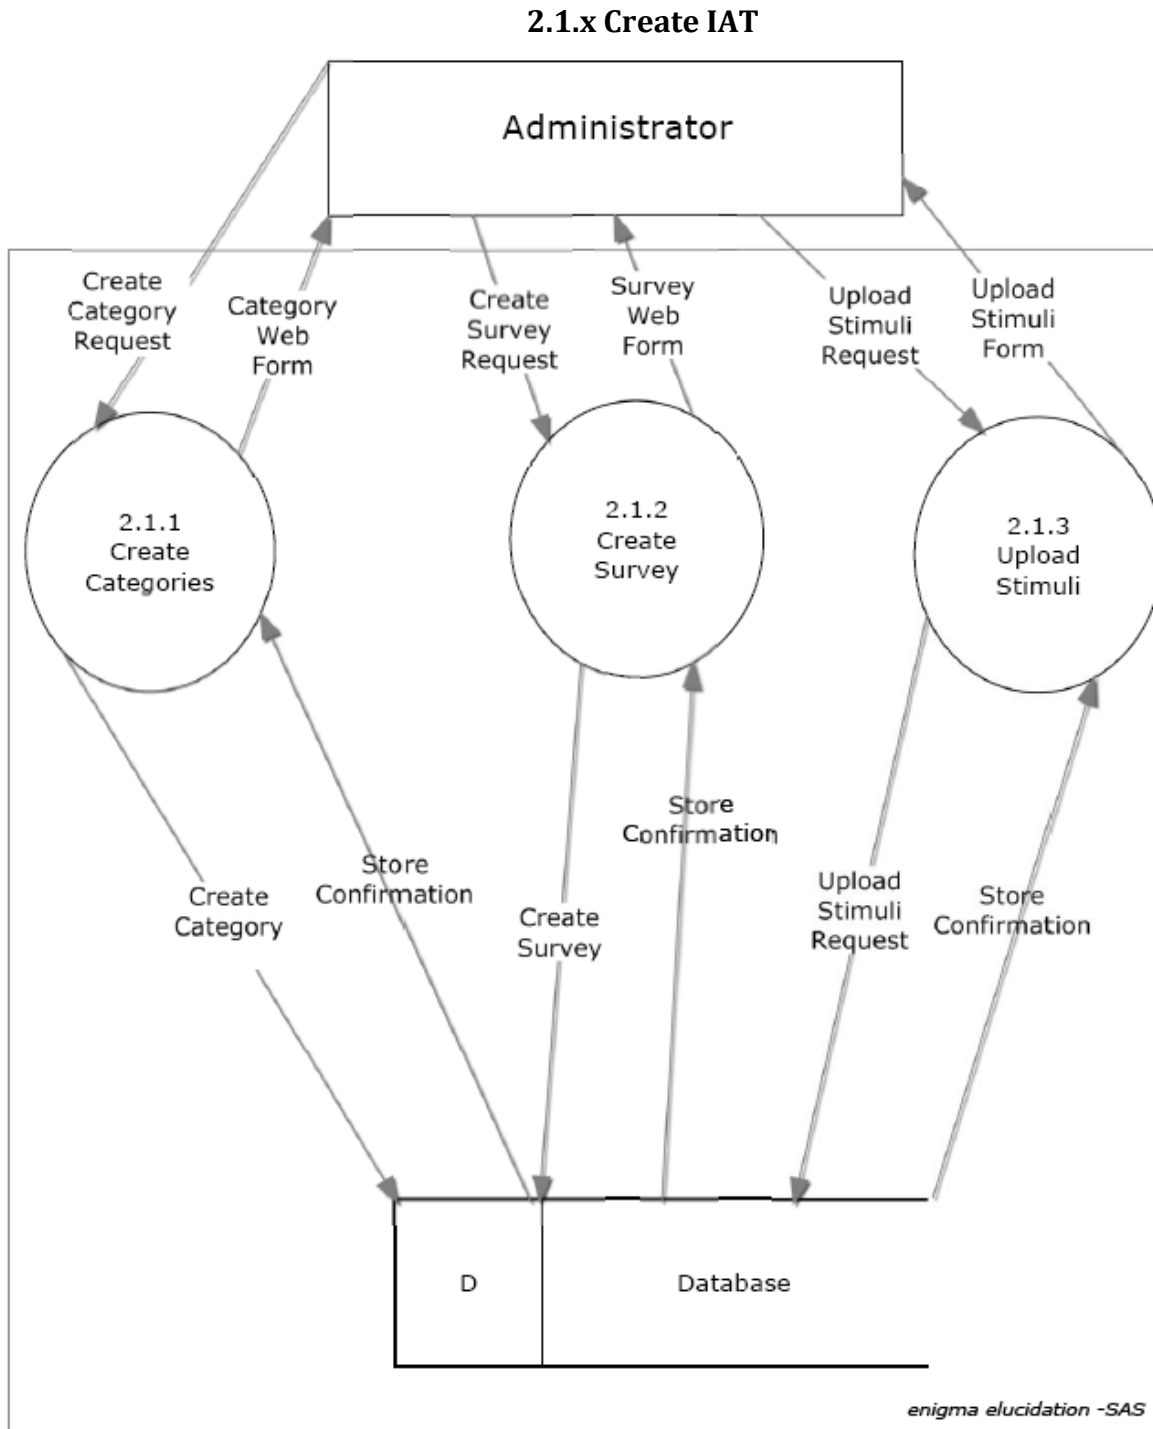 2.1.x Create IAT
Administrator
Create
Category
Request
Category
Web
Form
Create
Survey
Request
Survey
Web
Form
Upload
Stimuli
Request
Upload
Stimuli
Form
2.1.1
Create
Categories
2.1.2
Create
Survey
2.1.3
Upload
Stimuli
Create
Category
Store
Confirmation
Create
Survey
Store
Confirmation
Upload
Stimuli
Request
Store
Confirmation
D
Database
enigma elucidation -SAS